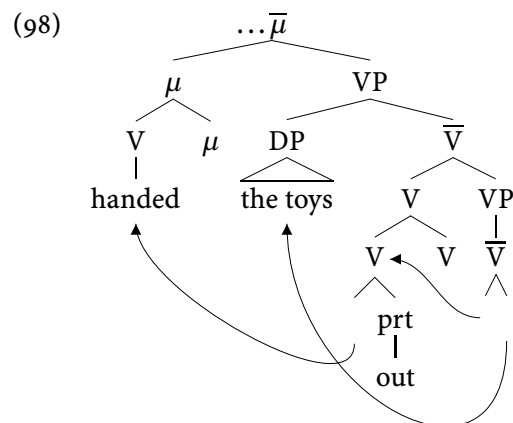 (98)
… μ̅
μ VP
V μ DP V̅
handed the toys V VP
V V V̅
prt
out